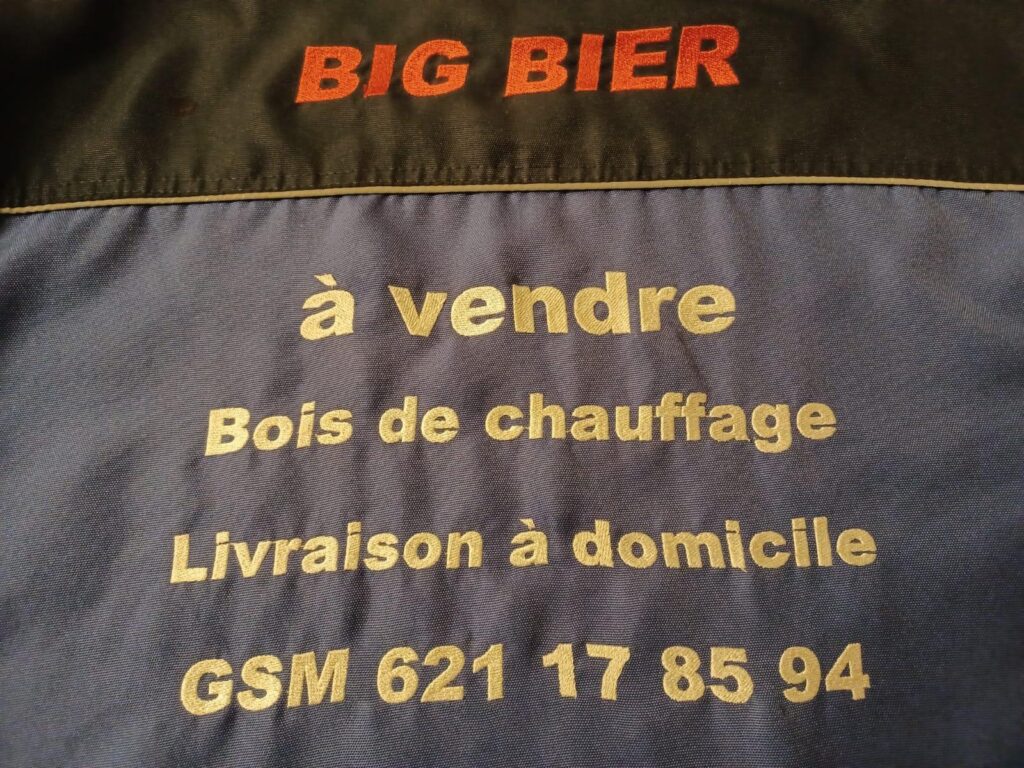 BIG BIER
à vendre
Bois de chauffage
Livraison à domicile
GSM 621 17 85 94